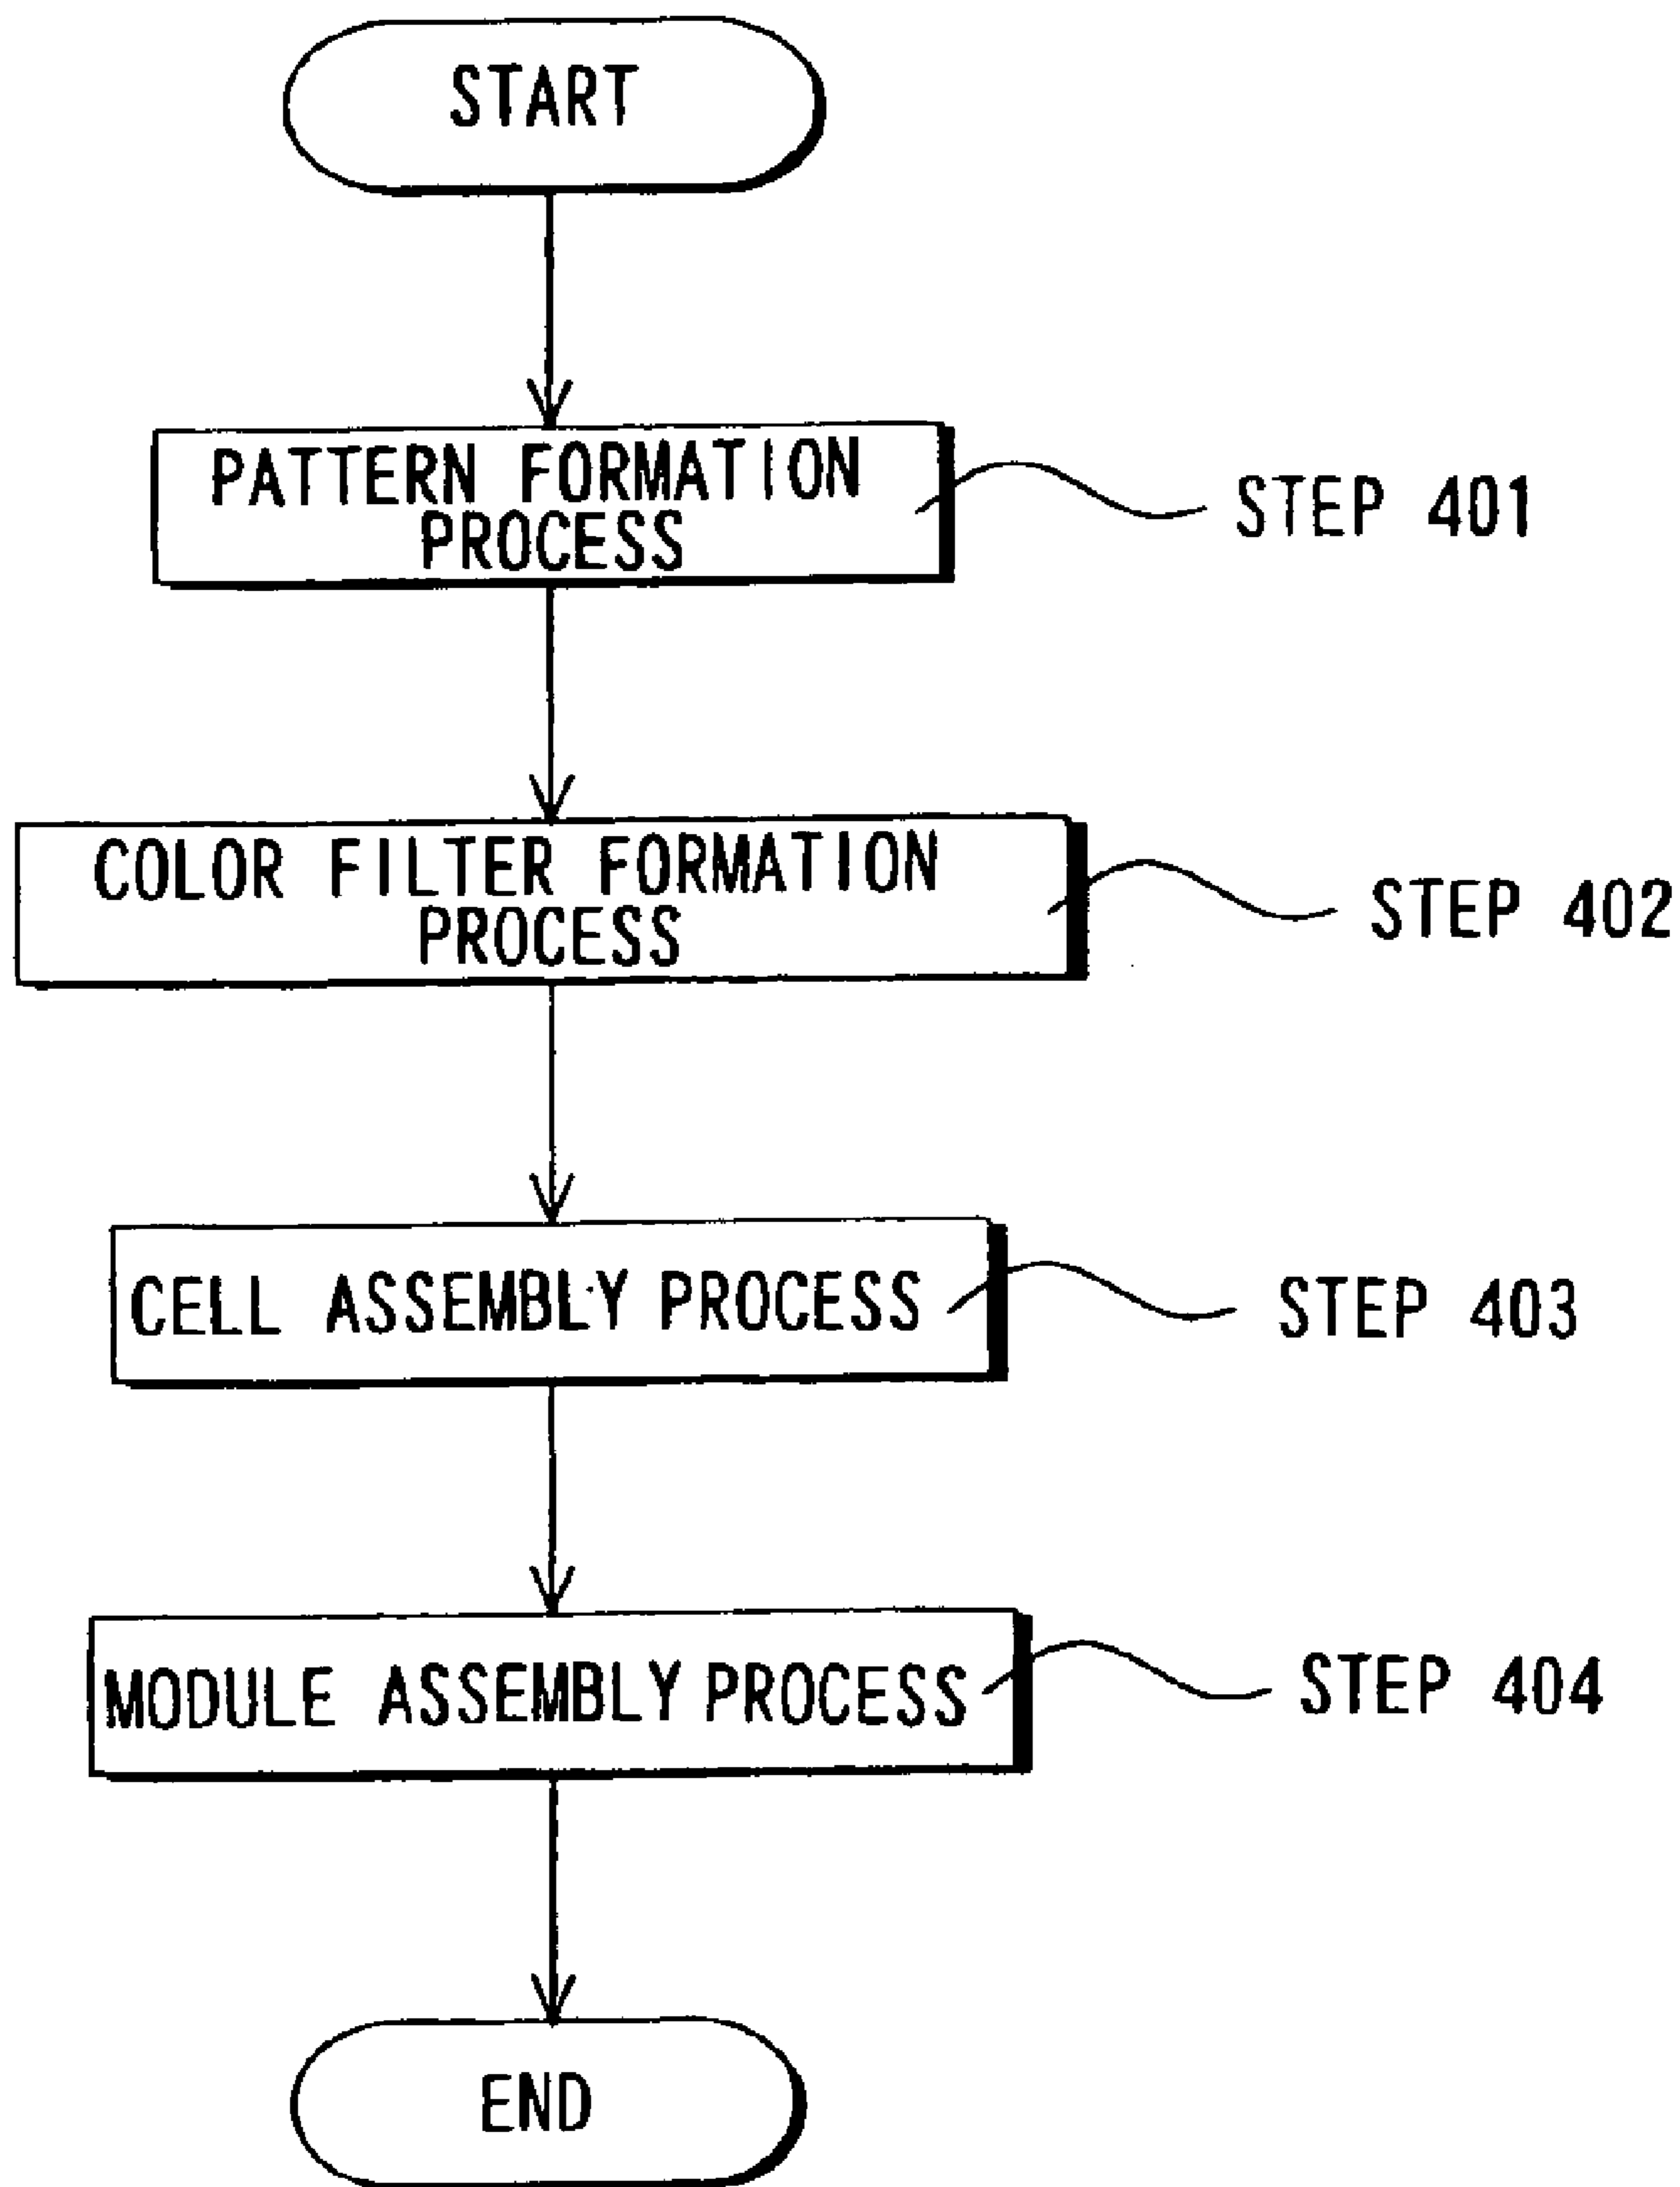 START
PATTERN FORMATION
PROCESS
STEP 401
COLOR FILTER FORMATION
PROCESS
STEP 402
CELL ASSEMBLY PROCESS
STEP 403
MODULE ASSEMBLY PROCESS
STEP 404
END